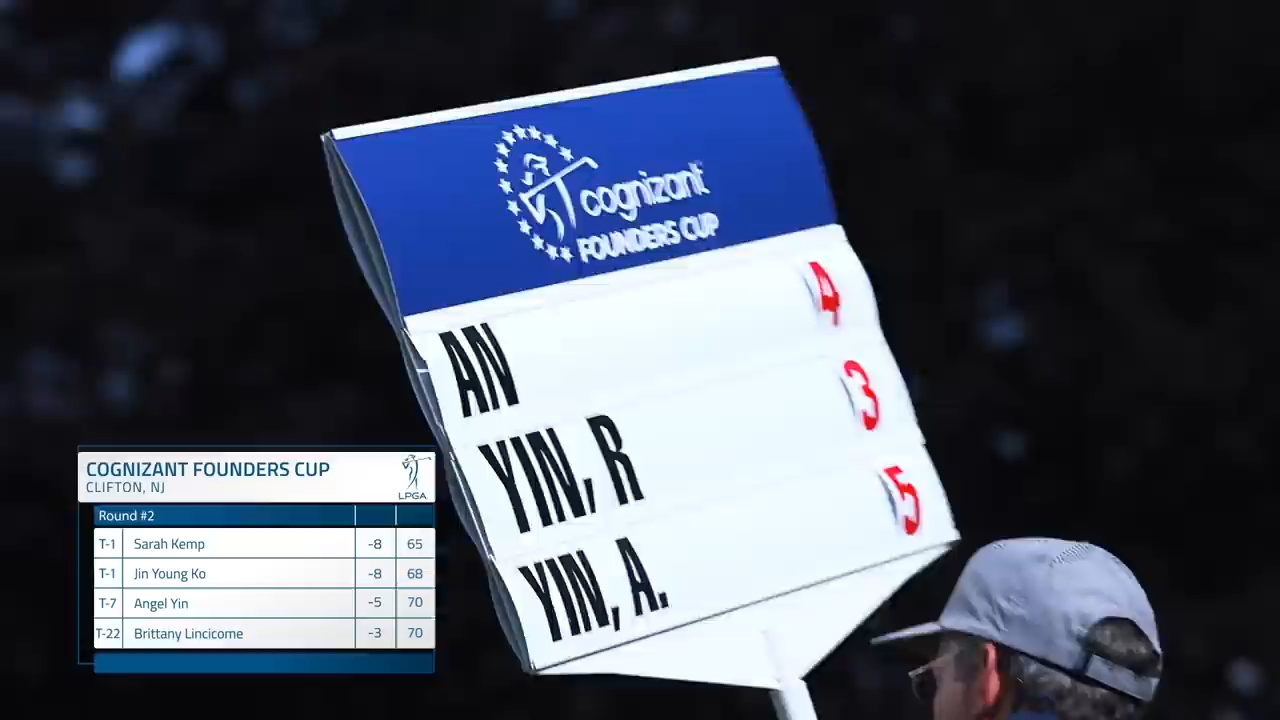 cognizant
FOUNDERS CUP
AN 4
YIN, R 3
YIN, A. 5
COGNIZANT FOUNDERS CUP
CLIFTON, NJ
LPGA
Round #2
T-1 Sarah Kemp -8 65
T-1 Jin Young Ko -8 68
T-7 Angel Yin -5 70
T-22 Brittany Lincicome -3 70